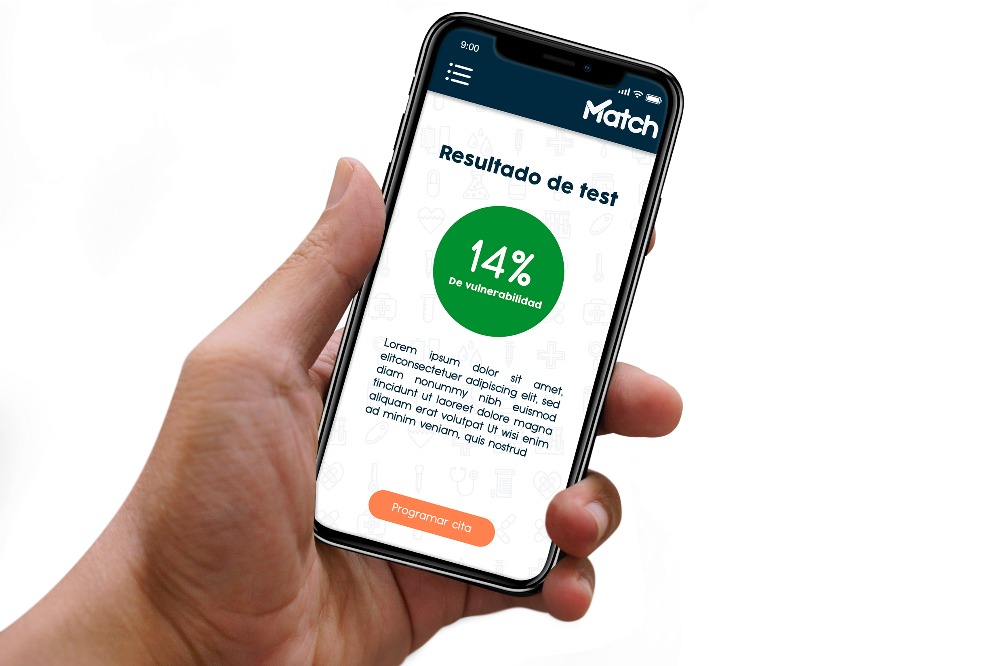 9:00
Match
Resultado de test
14%
De vulnerabilidad
Lorem ipsum dolor sit amet,
elitconsectetuer adipiscing elit, sed
diam nonummy nibh euismod
tincidunt ut laoreet dolore magna
aliquam erat volutpat Ut wisi enim
ad minim veniam, quis nostrud
Programar cita